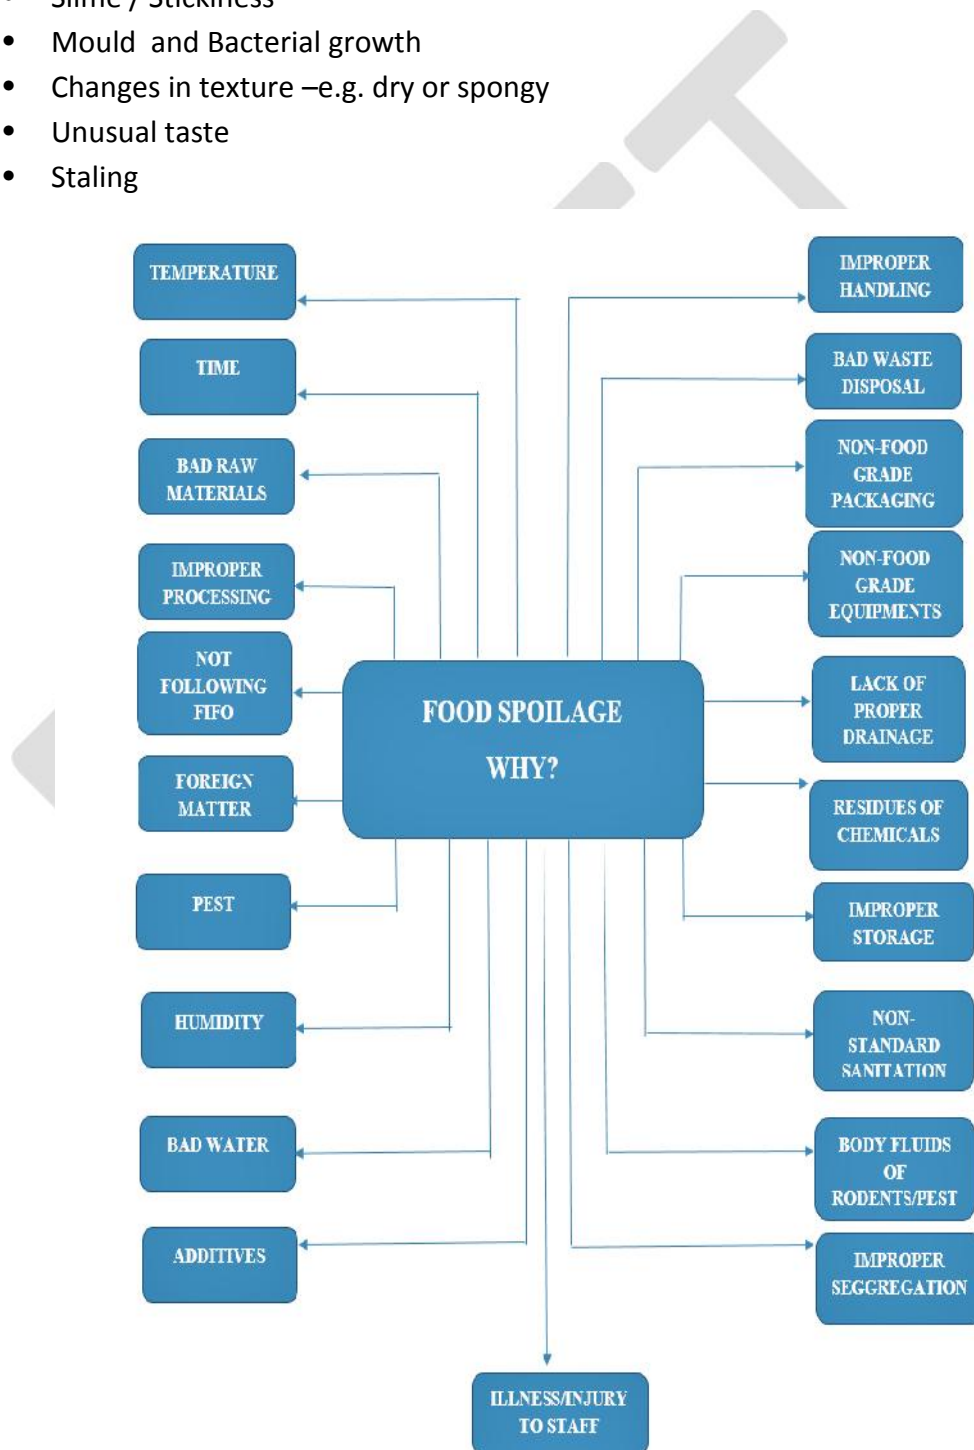 Slime / Stickiness
• Mould and Bacterial growth
• Changes in texture –e.g. dry or spongy
• Unusual taste
• Staling
TEMPERATURE
TIME
BAD RAW
MATERIALS
IMPROPER
PROCESSING
NOT
FOLLOWING
FIFO
FOREIGN
MATTER
PEST
HUMIDITY
BAD WATER
ADDITIVES
FOOD SPOILAGE
WHY?
IMPROPER
HANDLING
BAD WASTE
DISPOSAL
NON-FOOD
GRADE
PACKAGING
NON-FOOD
GRADE
EQUIPMENTS
LACK OF
PROPER
DRAINAGE
RESIDUES OF
CHEMICALS
IMPROPER
STORAGE
NON-
STANDARD
SANITATION
BODY FLUIDS
OF
RODENTS/PEST
IMPROPER
SEGGREGATION
ILLNESS/INJURY
TO STAFF